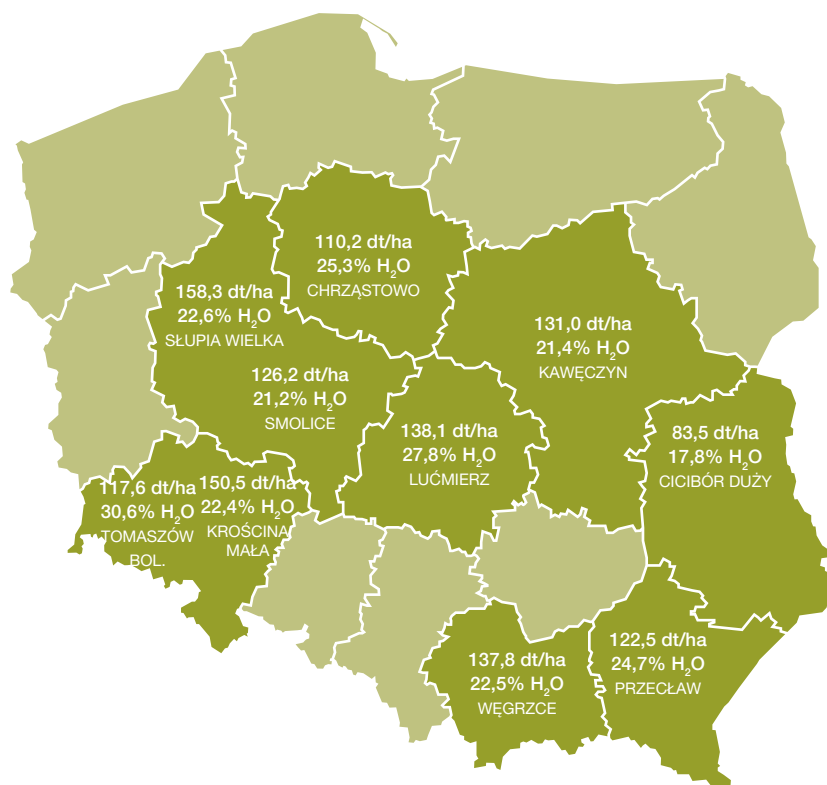 110,2 dt/ha
25,3% H₂O
CHRZĄSTOWO
158,3 dt/ha
22,6% H₂O
SŁUPIA WIELKA
131,0 dt/ha
21,4% H₂O
KAWĘCZYN
126,2 dt/ha
21,2% H₂O
SMOLICE
138,1 dt/ha
27,8% H₂O
LUĆMIERZ
83,5 dt/ha
17,8% H₂O
CICIBÓR DUŻY
117,6 dt/ha
30,6% H₂O
TOMASZÓW
BOL.
150,5 dt/ha
22,4% H₂O
KROŚCINA
MAŁA
137,8 dt/ha
22,5% H₂O
WĘGRZCE
122,5 dt/ha
24,7% H₂O
PRZECŁAW